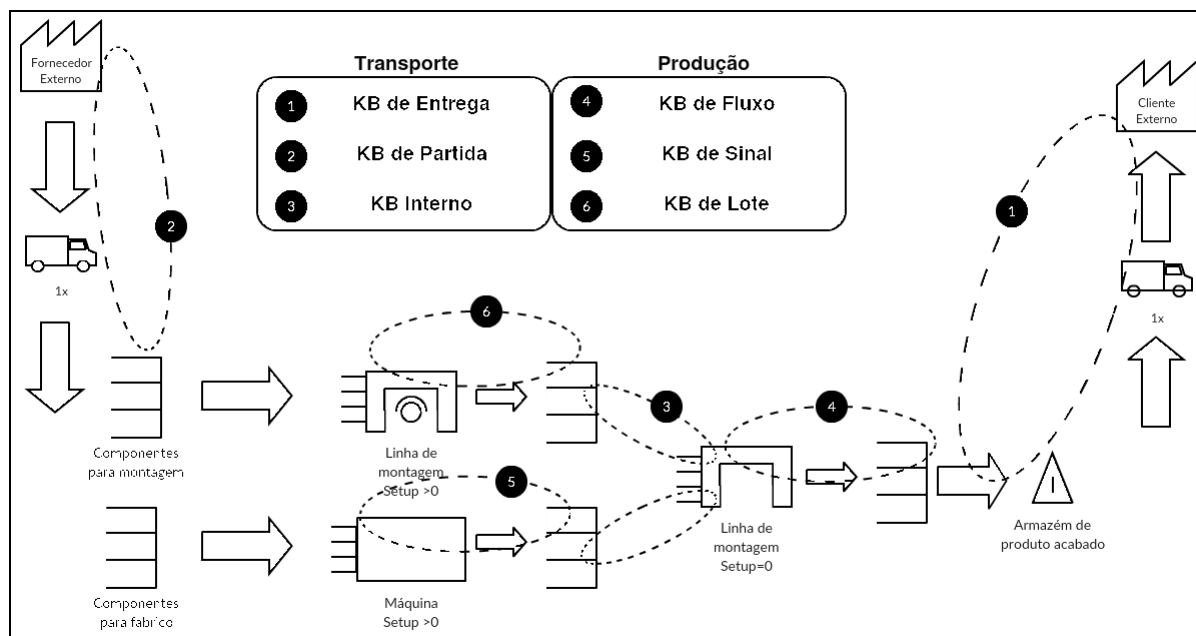 Fornecedor
Externo
Transporte
Produção
1 KB de Entrega
2 KB de Partida
3 KB Interno
4 KB de Fluxo
5 KB de Sinal
6 KB de Lote
Cliente
Externo
2
1
1x
1x
6
3
4
Componentes
para montagem
Linha de
montagem
Setup >0
5
Linha de
montagem
Setup=0
I
Armazém de
produto acabado
Componentes
para fabrico
Máquina
Setup >0